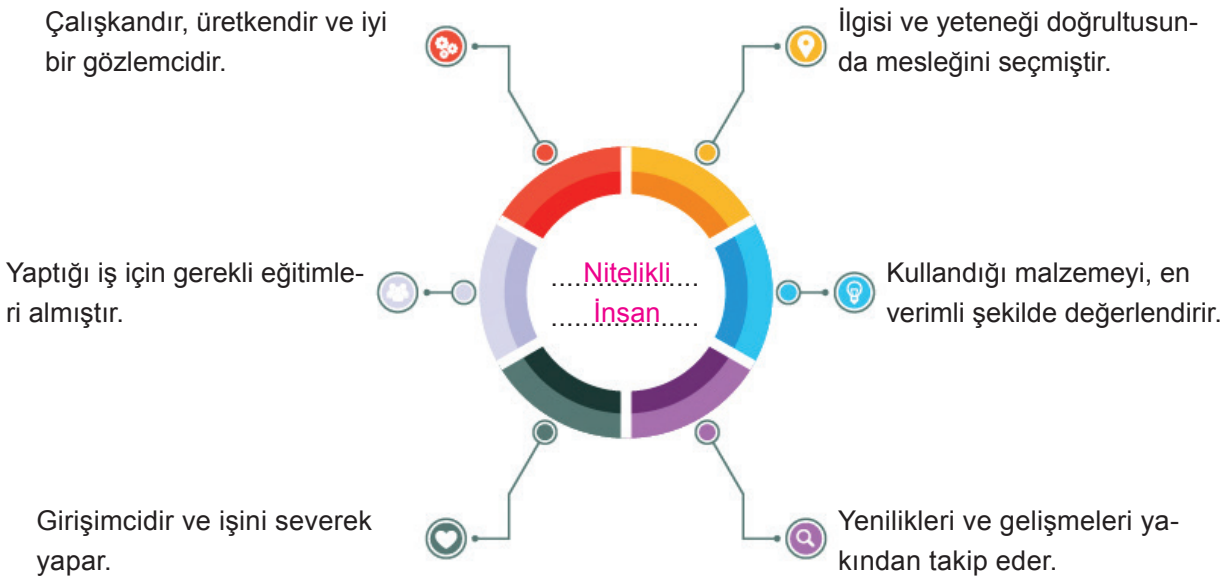 Çalışkandır, üretkendir ve iyi
bir gözlemcidir.
İlgisi ve yeteneği doğrultusun-
da mesleğini seçmiştir.
Yaptığı iş için gerekli eğitimle-
ri almıştır.
Nitelikli
İnsan
Kullandığı malzemeyi, en
verimli şekilde değerlendirir.
Girişimcidir ve işini severek
yapar.
Yenilikleri ve gelişmeleri ya-
kından takip eder.